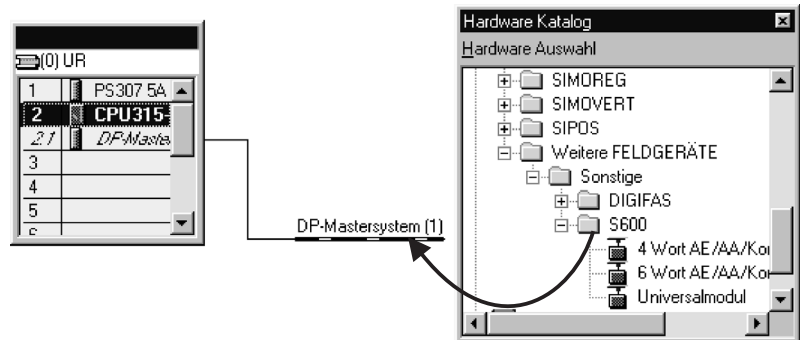 (0) UR
1 PS307 5A
2 CPU315-
2.1 DP-Maste
3
4
5
DP-Mastersystem (1)
Hardware Katalog
Hardware Auswahl
SIMOREG
SIMOVERT
SIPOS
Weitere FELDGERÄTE
Sonstige
DIGIFAS
S600
4 Wort AE/AA/Kor
6 Wort AE/AA/Kor
Universalmodul